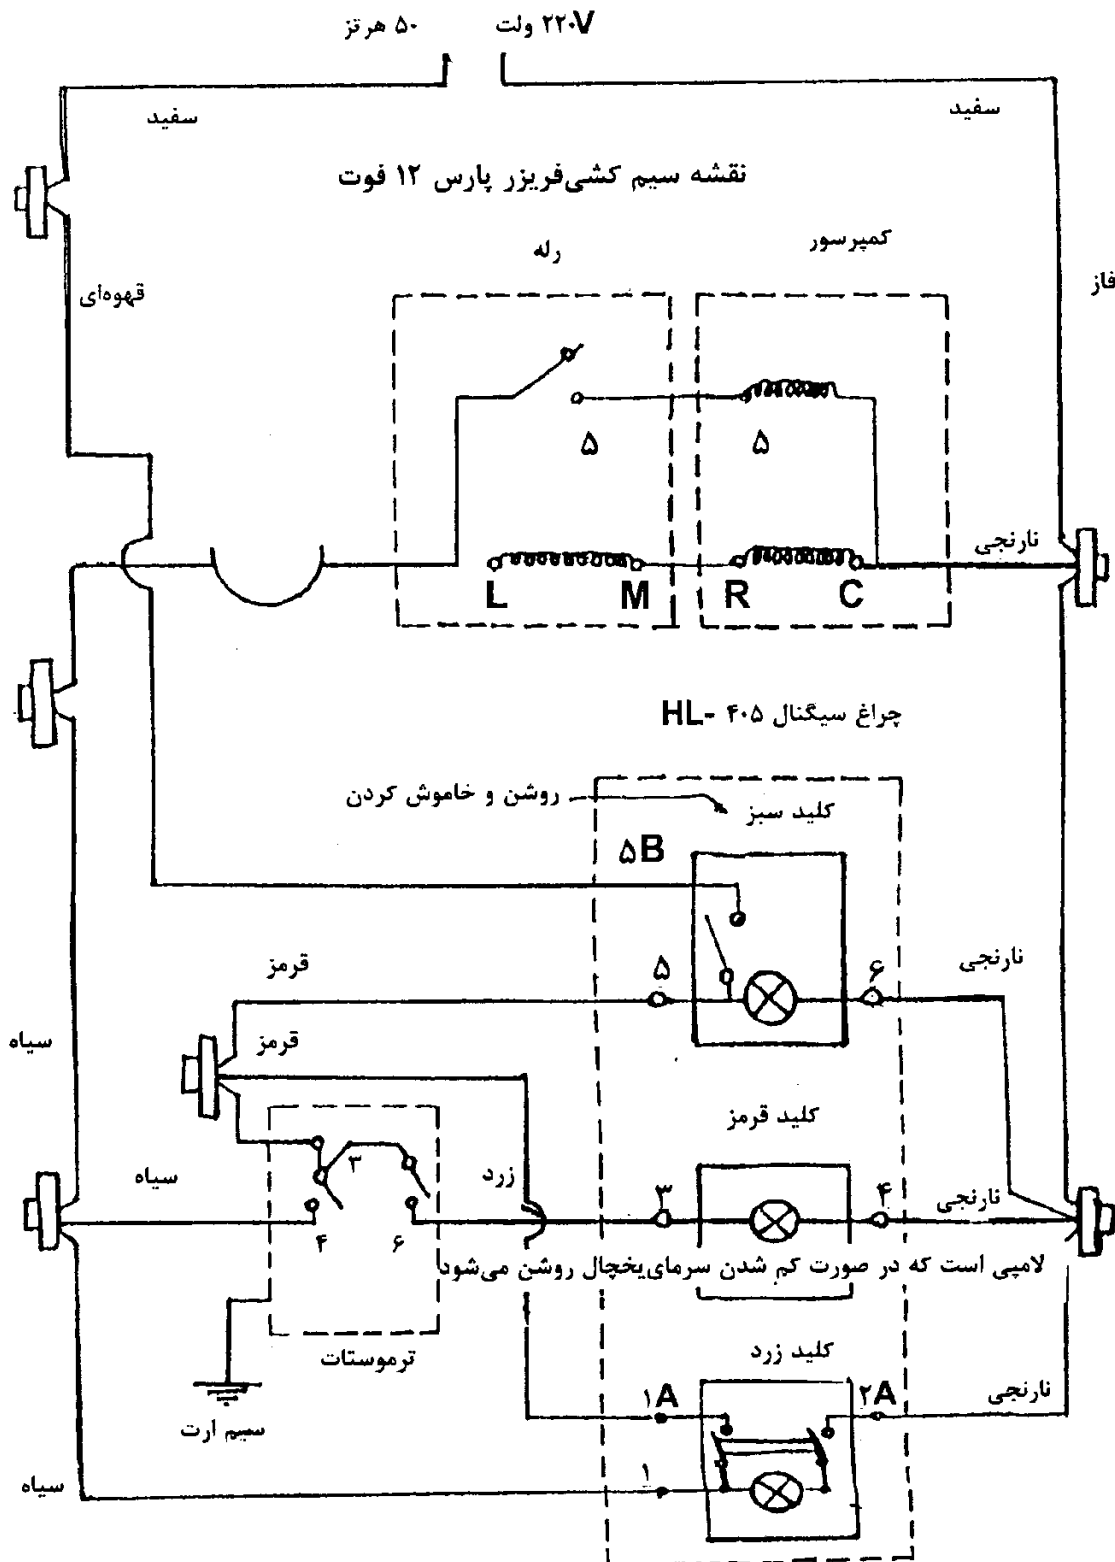 ۲۲۰V ولت ۵۰ هرتز
سفید
سفید
نقشه سیم کشی فریزر پارس ۱۲ فوت
کمپرسور
رله
فاز
قهوه‌ای
۵
۵
نارنجی
L
M
R
C
چراغ سیگنال HL- ۴۰۵
روشن و خاموش کردن
کلید سبز
۵B
نارنجی
۶
۵
قرمز
سیاه
قرمز
کلید قرمز
نارنجی
۴
۳
زرد
۳
سیاه
۴
۶
لامپی است که در صورت کم شدن سرمای یخچال روشن می‌شود
ترموستات
کلید زرد
نارنجی
۲A
۱A
سیم ارت
۱
سیاه